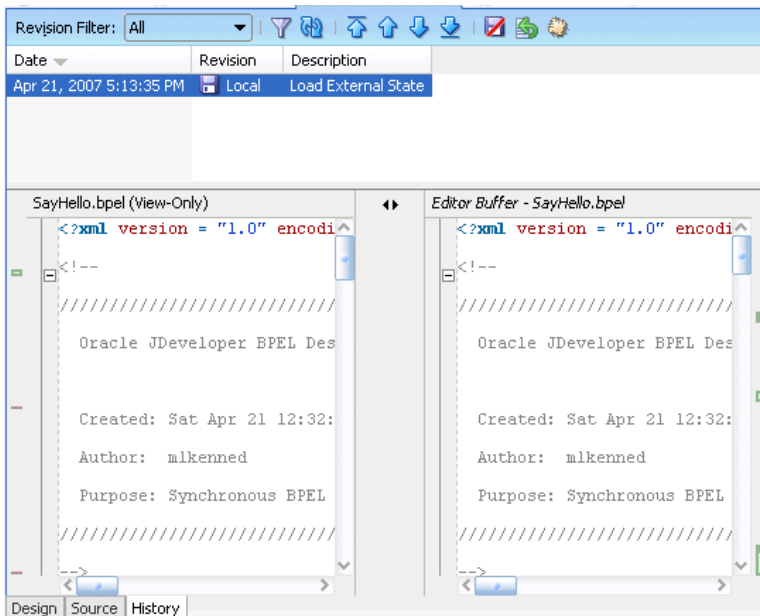 Revision Filter: All
Date Revision Description
Apr 21, 2007 5:13:35 PM Local Load External State
SayHello.bpel (View-Only)
<?xml version = "1.0" encodi
<!--
/////////////////////////////
Oracle JDeveloper BPEL Des
Created: Sat Apr 21 12:32:
Author: mlkenned
Purpose: Synchronous BPEL
/////////////////////////////
-->
Editor Buffer - SayHello.bpel
<?xml version = "1.0" encodi
<!--
/////////////////////////////
Oracle JDeveloper BPEL Des
Created: Sat Apr 21 12:32:
Author: mlkenned
Purpose: Synchronous BPEL
/////////////////////////////
-->
Design Source History